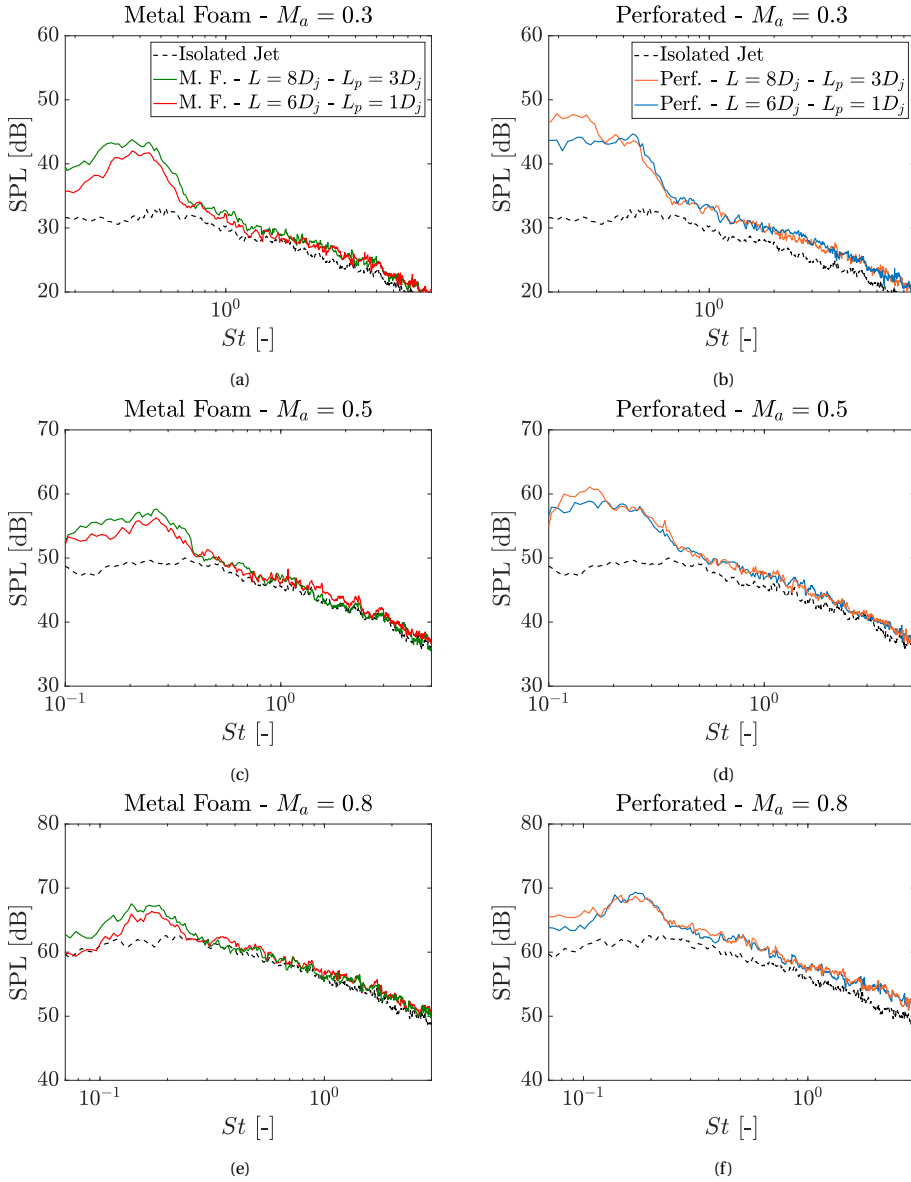 Metal Foam - M_a = 0.3
Isolated Jet
M. F. - L = 8D_j - L_p = 3D_j
M. F. - L = 6D_j - L_p = 1D_j
60
50
40
30
20
SPL [dB]
10^0
St [-]
(a)
Perforated - M_a = 0.3
Isolated Jet
Perf. - L = 8D_j - L_p = 3D_j
Perf. - L = 6D_j - L_p = 1D_j
60
50
40
30
20
SPL [dB]
10^0
St [-]
(b)
Metal Foam - M_a = 0.5
70
60
50
40
30
SPL [dB]
10^-1 10^0
St [-]
(c)
Perforated - M_a = 0.5
70
60
50
40
30
SPL [dB]
10^-1 10^0
St [-]
(d)
Metal Foam - M_a = 0.8
80
70
60
50
40
SPL [dB]
10^-1 10^0
St [-]
(e)
Perforated - M_a = 0.8
80
70
60
50
40
SPL [dB]
10^-1 10^0
St [-]
(f)